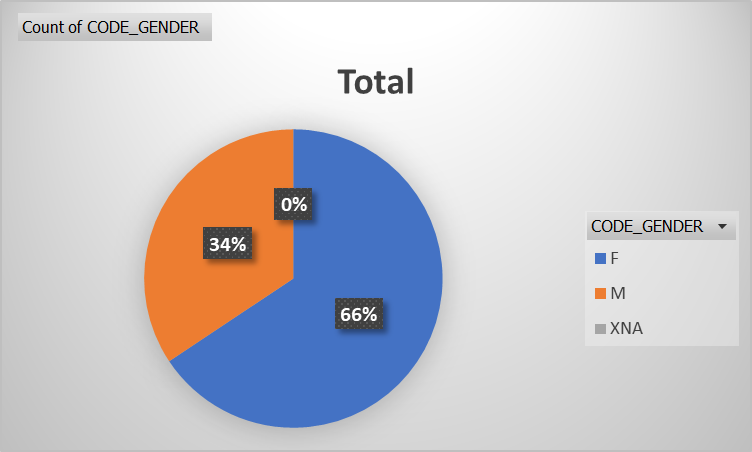 Count of CODE_GENDER
Total
0%
34%
66%
CODE_GENDER
F
M
XNA